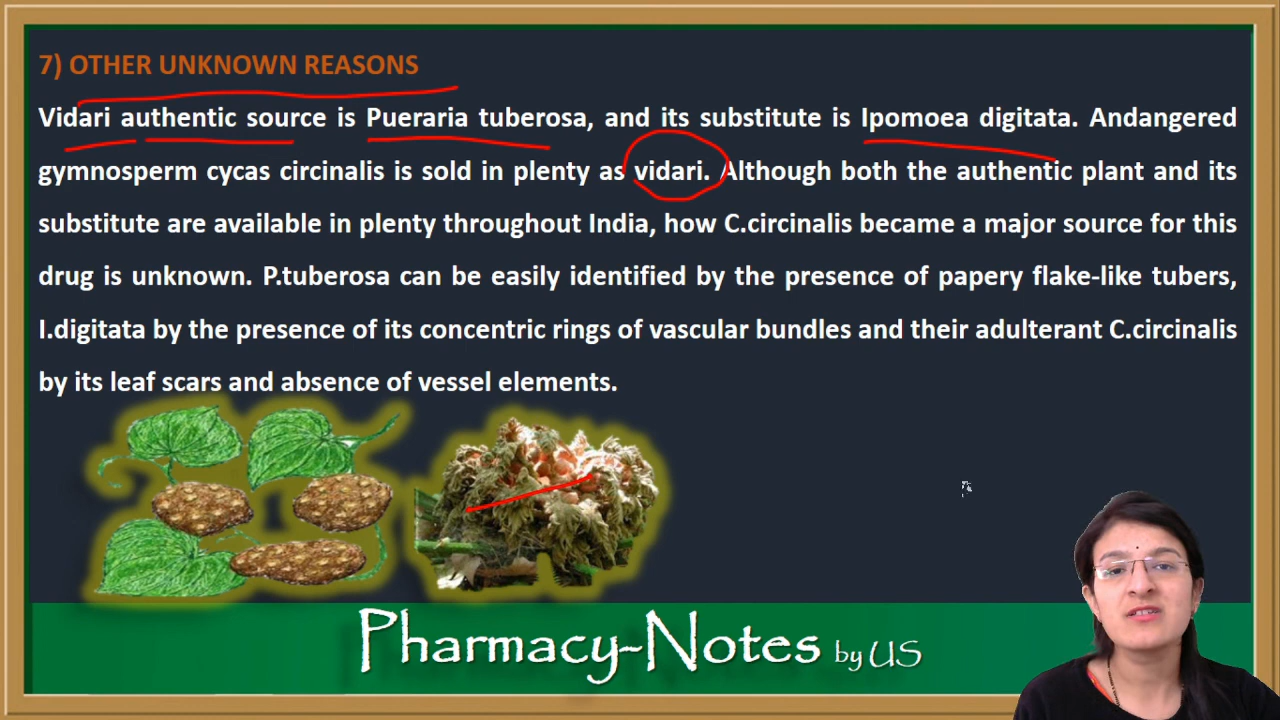 7) OTHER UNKNOWN REASONS
Vidari authentic source is Pueraria tuberosa, and its substitute is Ipomoea digitata. Andangered
gymnosperm cycas circinalis is sold in plenty as vidari. Although both the authentic plant and its
substitute are available in plenty throughout India, how C.circinalis became a major source for this
drug is unknown. P.tuberosa can be easily identified by the presence of papery flake-like tubers,
I.digitata by the presence of its concentric rings of vascular bundles and their adulterant C.circinalis
by its leaf scars and absence of vessel elements.
Pharmacy-Notes by US